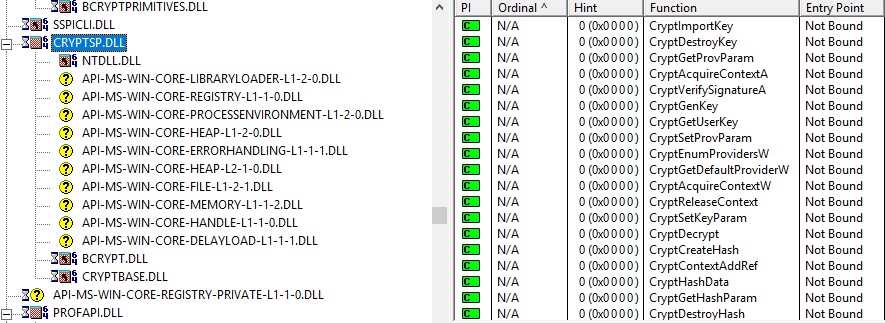 BCRYPTPRIMITIVES.DLL
SSPICLI.DLL
CRYPTSP.DLL
NTDLL.DLL
API-MS-WIN-CORE-LIBRARYLOADER-L1-2-0.DLL
API-MS-WIN-CORE-REGISTRY-L1-1-0.DLL
API-MS-WIN-CORE-PROCESSENVIRONMENT-L1-2-0.DLL
API-MS-WIN-CORE-HEAP-L1-2-0.DLL
API-MS-WIN-CORE-ERRORHANDLING-L1-1-1.DLL
API-MS-WIN-CORE-HEAP-L2-1-0.DLL
API-MS-WIN-CORE-FILE-L1-2-1.DLL
API-MS-WIN-CORE-MEMORY-L1-1-2.DLL
API-MS-WIN-CORE-HANDLE-L1-1-0.DLL
API-MS-WIN-CORE-DELAYLOAD-L1-1-1.DLL
BCRYPT.DLL
CRYPTBASE.DLL
API-MS-WIN-CORE-REGISTRY-PRIVATE-L1-1-0.DLL
PROFAPI.DLL
PI Ordinal ^ Hint Function Entry Point
C N/A 0 (0x0000) CryptImportKey Not Bound
C N/A 0 (0x0000) CryptDestroyKey Not Bound
C N/A 0 (0x0000) CryptGetProvParam Not Bound
C N/A 0 (0x0000) CryptAcquireContextA Not Bound
C N/A 0 (0x0000) CryptVerifySignatureA Not Bound
C N/A 0 (0x0000) CryptGenKey Not Bound
C N/A 0 (0x0000) CryptGetUserKey Not Bound
C N/A 0 (0x0000) CryptSetProvParam Not Bound
C N/A 0 (0x0000) CryptEnumProvidersW Not Bound
C N/A 0 (0x0000) CryptGetDefaultProviderW Not Bound
C N/A 0 (0x0000) CryptAcquireContextW Not Bound
C N/A 0 (0x0000) CryptReleaseContext Not Bound
C N/A 0 (0x0000) CryptSetKeyParam Not Bound
C N/A 0 (0x0000) CryptDecrypt Not Bound
C N/A 0 (0x0000) CryptCreateHash Not Bound
C N/A 0 (0x0000) CryptContextAddRef Not Bound
C N/A 0 (0x0000) CryptHashData Not Bound
C N/A 0 (0x0000) CryptGetHashParam Not Bound
C N/A 0 (0x0000) CryptDestroyHash Not Bound